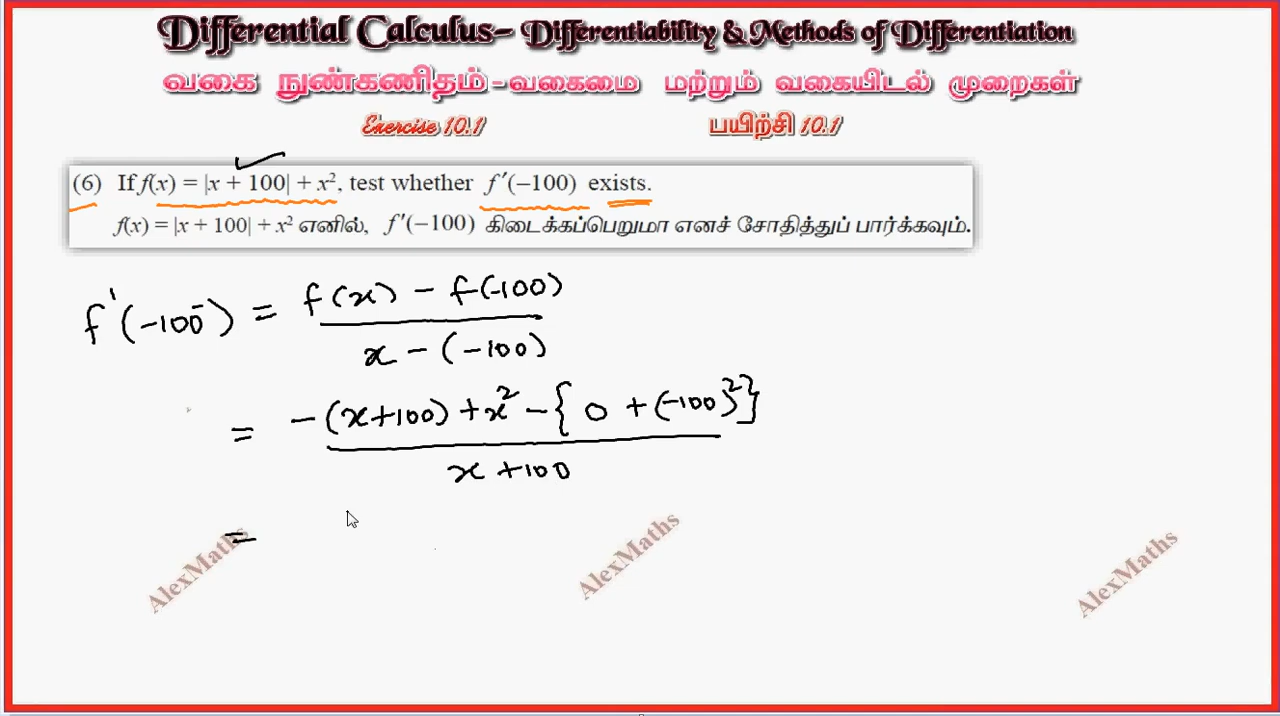 Differential Calculus- Differentiability & Methods of Differentiation
வகை நுண்கணிதம் - வகைமை மற்றும் வகையிடல் முறைகள்
Exercise 10.1 பயிற்சி 10.1
(6) If f(x) = |x + 100| + x², test whether f′(−100) exists.
f(x) = |x + 100| + x² எனில், f′(−100) கிடைக்கப்பெறுமா எனச் சோதித்துப் பார்க்கவும்.
f'(-100⁻) = f(x) - f(-100)
x - (-100)
= -(x+100) + x² - { 0 + (-100)² }
x + 100
=
AlexMaths AlexMaths AlexMaths